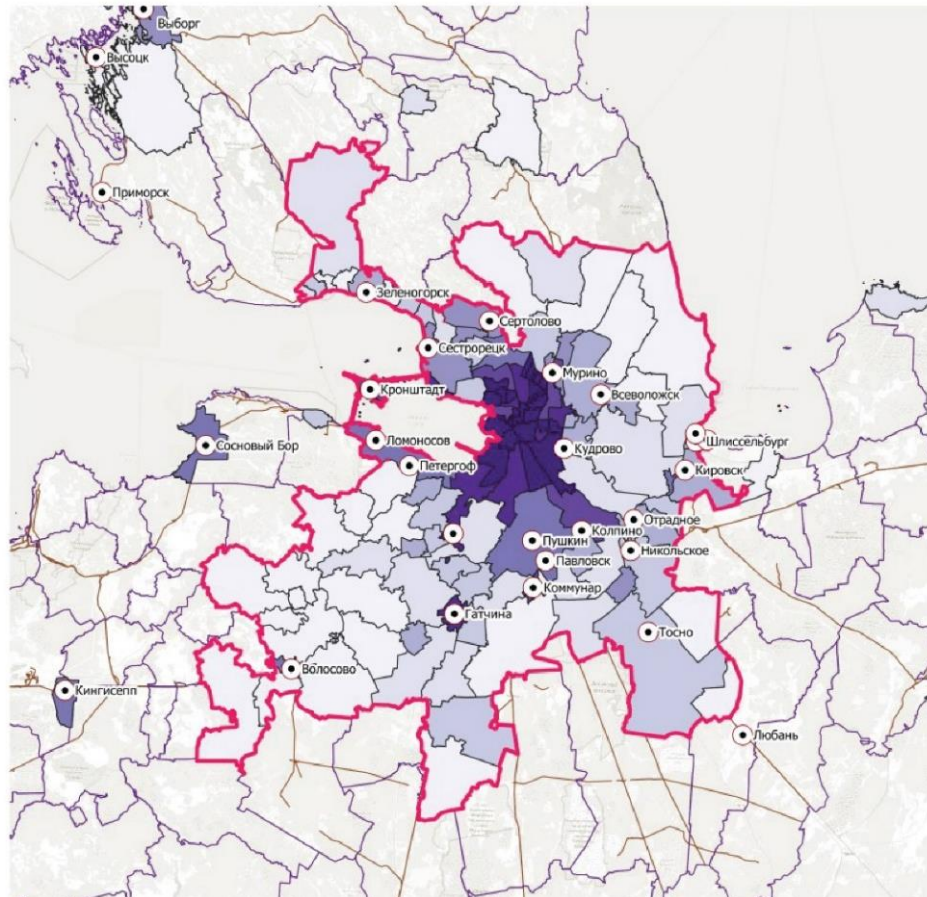 Выборг
Высоцк
Приморск
Зеленогорск
Сертолово
Сестрорецк
Мурино
Кронштадт
Всеволожск
Ломоносов
Шлиссельбург
Сосновый Бор
Кудрово
Петергоф
Кировск
Отрадное
Колпино
Пушкин
Никольское
Павловск
Коммунар
Гатчина
Тосно
Волосово
Кингисепп
Любань